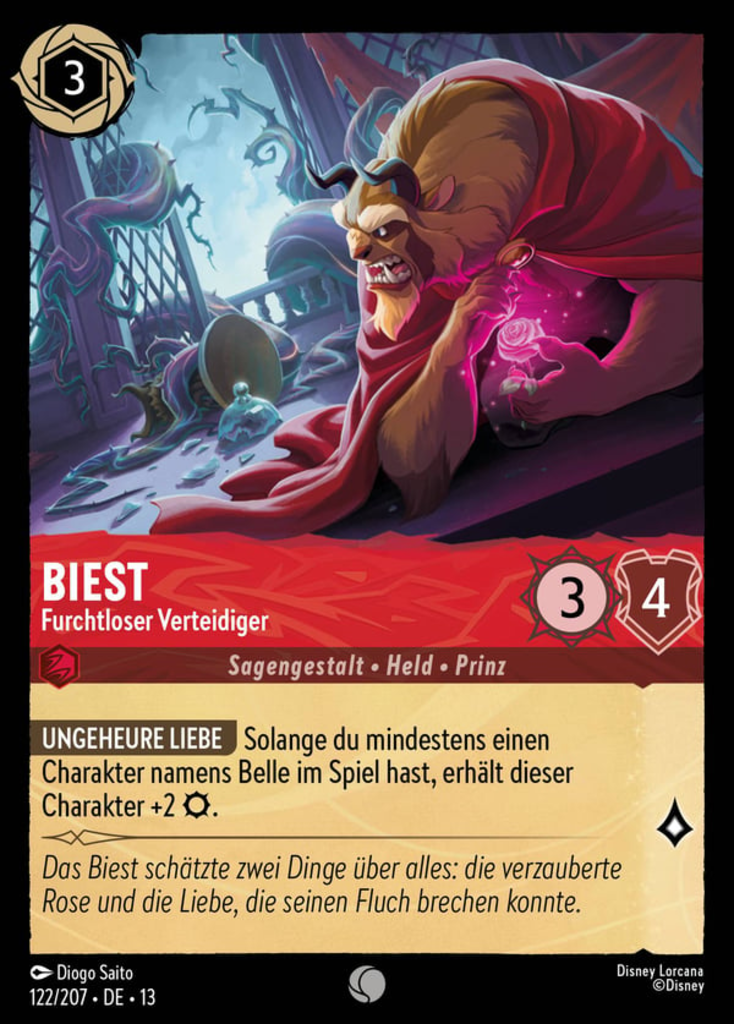 3
BIEST
Furchtloser Verteidiger
3
4
Sagengestalt • Held • Prinz
UNGEHEURE LIEBE Solange du mindestens einen
Charakter namens Belle im Spiel hast, erhält dieser
Charakter +2 .
Das Biest schätzte zwei Dinge über alles: die verzauberte
Rose und die Liebe, die seinen Fluch brechen konnte.
Diogo Saito
Disney Lorcana
122/207 • DE • 13
©Disney